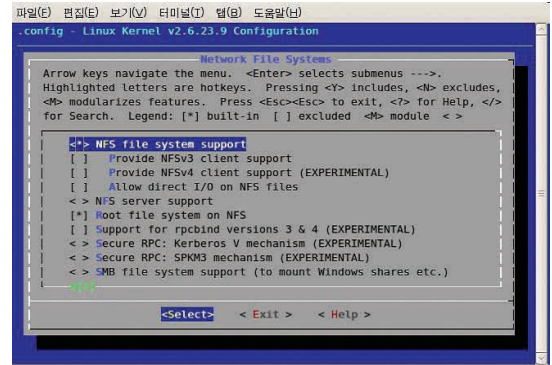 파일(F) 편집(E) 보기(V) 터미널(T) 탭(B) 도움말(H)
.config - Linux Kernel v2.6.23.9 Configuration
Network File Systems
Arrow keys navigate the menu. <Enter> selects submenus --->.
Highlighted letters are hotkeys. Pressing <Y> includes, <N> excludes,
<M> modularizes features. Press <Esc><Esc> to exit, <?> for Help, </>
for Search. Legend: [*] built-in [ ] excluded <M> module < >
<*> NFS file system support
[ ] Provide NFSv3 client support
[ ] Provide NFSv4 client support (EXPERIMENTAL)
[ ] Allow direct I/O on NFS files
< > NFS server support
[*] Root file system on NFS
[ ] Support for rpcbind versions 3 & 4 (EXPERIMENTAL)
< > Secure RPC: Kerberos V mechanism (EXPERIMENTAL)
< > Secure RPC: SPKM3 mechanism (EXPERIMENTAL)
< > SMB file system support (to mount Windows shares etc.)
<Select> < Exit > < Help >